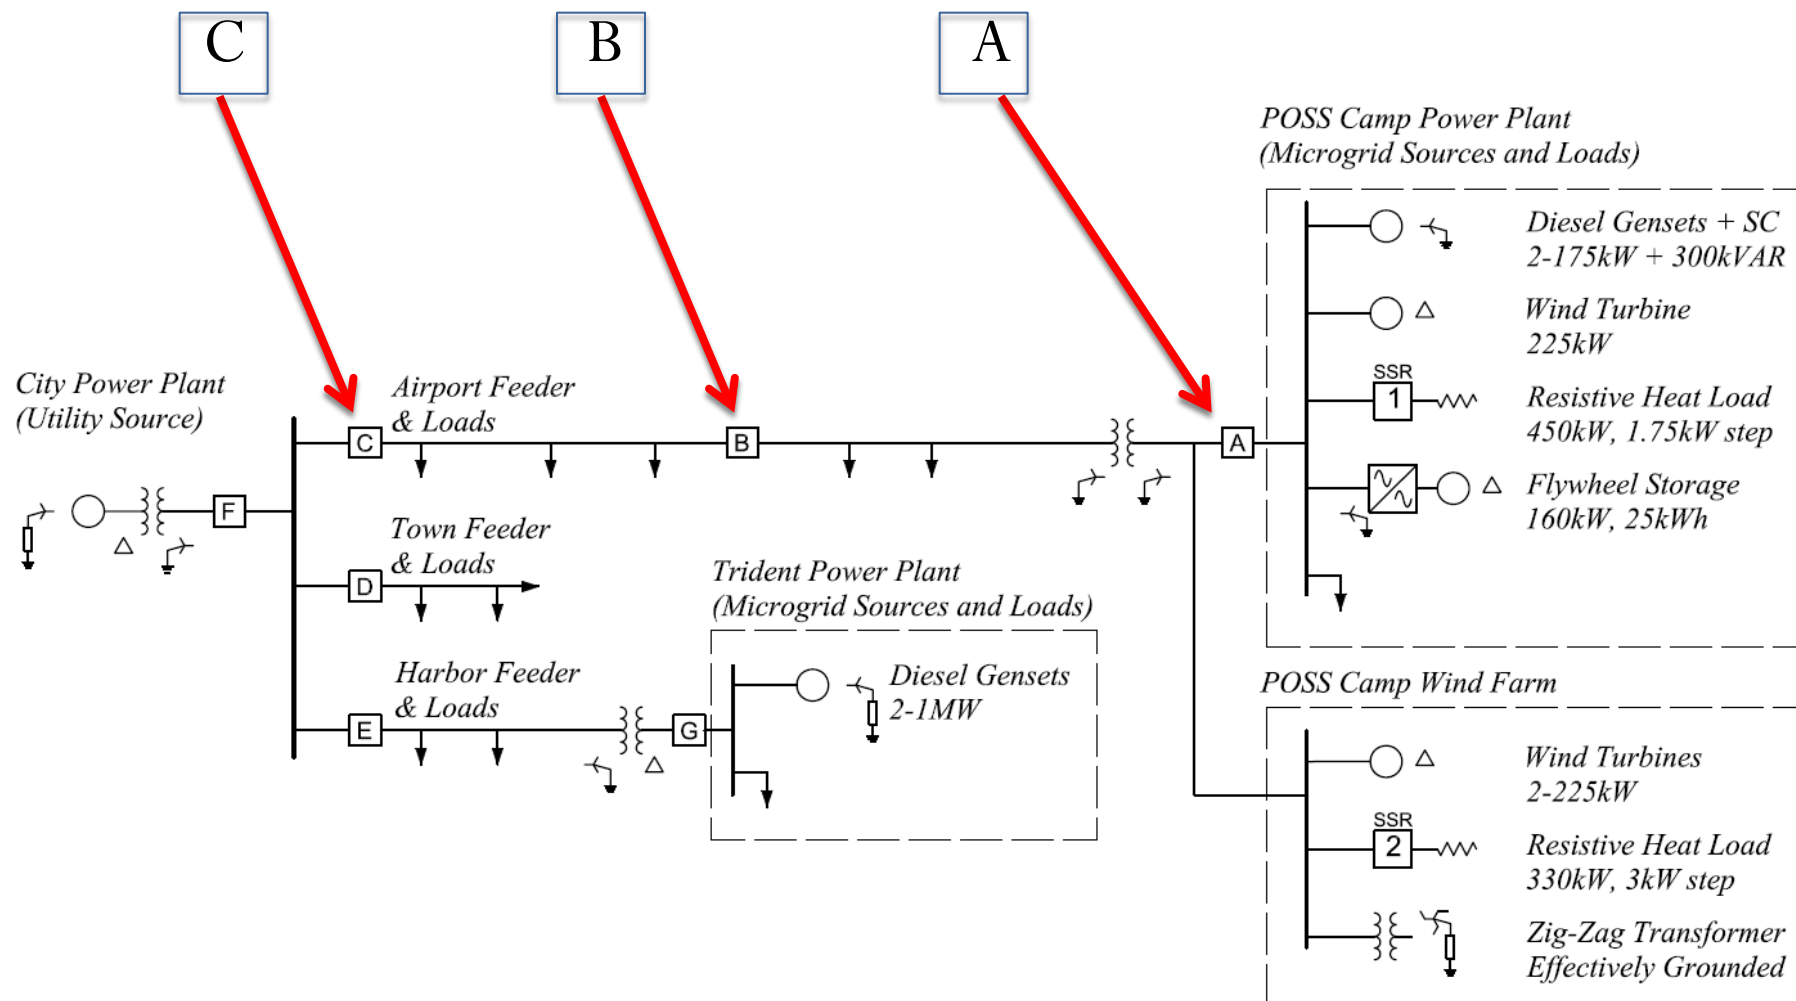 C
B
A
POSS Camp Power Plant
(Microgrid Sources and Loads)
Diesel Gensets + SC
2-175kW + 300kVAR
Wind Turbine
225kW
SSR
1
Resistive Heat Load
450kW, 1.75kW step
Flywheel Storage
160kW, 25kWh
City Power Plant
(Utility Source)
Airport Feeder
& Loads
C
B
A
F
Town Feeder
& Loads
D
Trident Power Plant
(Microgrid Sources and Loads)
Harbor Feeder
& Loads
E
G
Diesel Gensets
2-1MW
POSS Camp Wind Farm
Wind Turbines
2-225kW
SSR
2
Resistive Heat Load
330kW, 3kW step
Zig-Zag Transformer
Effectively Grounded